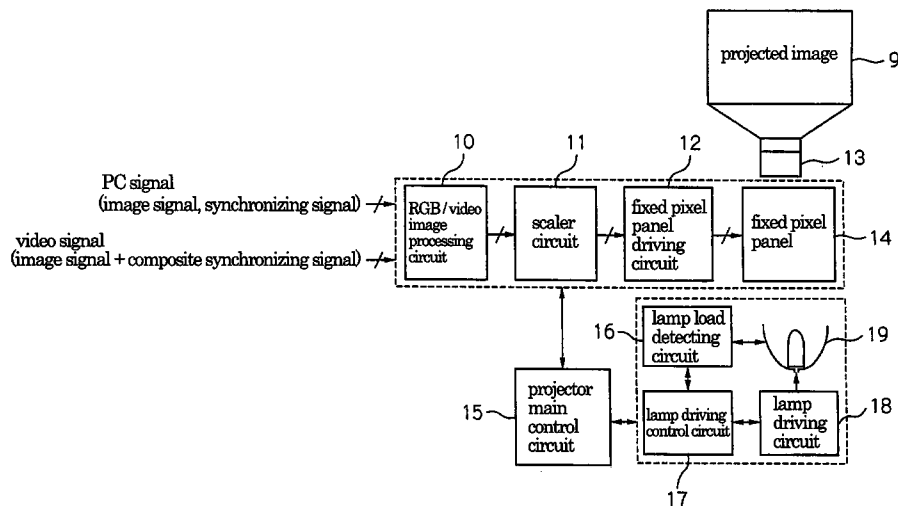 projected image
9
13
10
11
12
PC signal
(image signal, synchronizing signal)
video signal
(image signal + composite synchronizing signal)
RGB / video
image
processing
circuit
scaler
circuit
fixed pixel
panel
driving
circuit
fixed pixel
panel
14
16
lamp load
detecting
circuit
19
15
projector
main
control
circuit
lamp driving
control circuit
lamp
driving
circuit
18
17